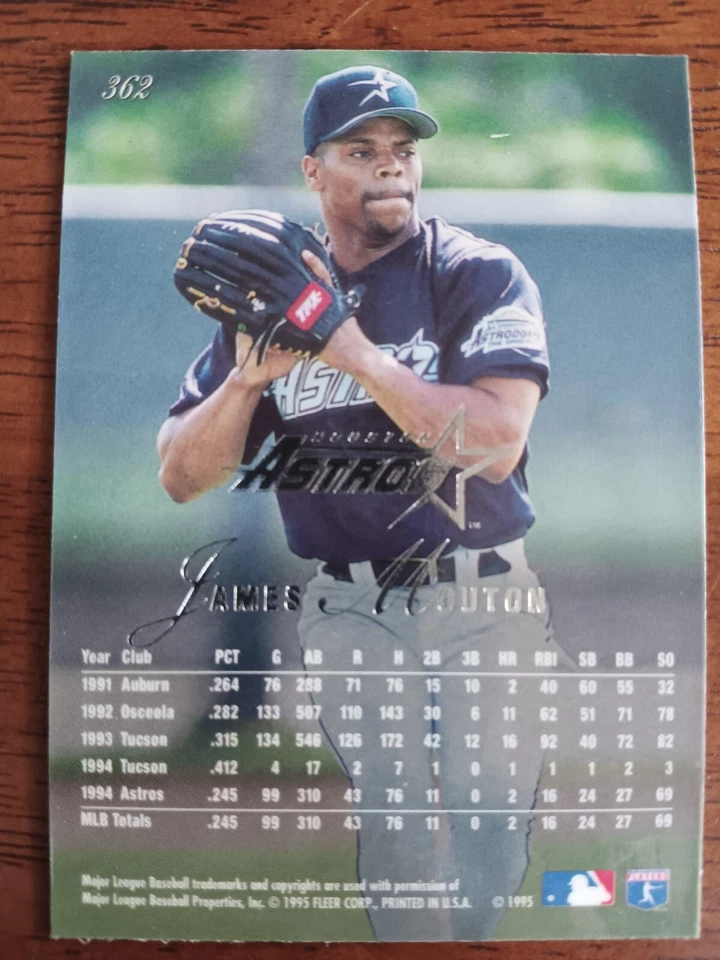 362
TPX
ASTRO
ASTRODOME
HOUSTON
ASTROS
TM
JAMES MOUTON
Year Club PCT G AB R H 2B 3B HR RBI SB BB SO
1991 Auburn .264 76 288 71 76 15 10 2 40 60 55 32
1992 Osceola .282 133 507 110 143 30 6 11 62 51 71 78
1993 Tucson .315 134 546 126 172 42 12 16 92 40 72 82
1994 Tucson .412 4 17 2 7 1 0 1 1 1 2 3
1994 Astros .245 99 310 43 76 11 0 2 16 24 27 69
MLB Totals .245 99 310 43 76 11 0 2 16 24 27 69
Major League Baseball trademarks and copyrights are used with permission of
Major League Baseball Properties, Inc. © 1995 FLEER CORP., PRINTED IN U.S.A. © 1995
PLAYERS